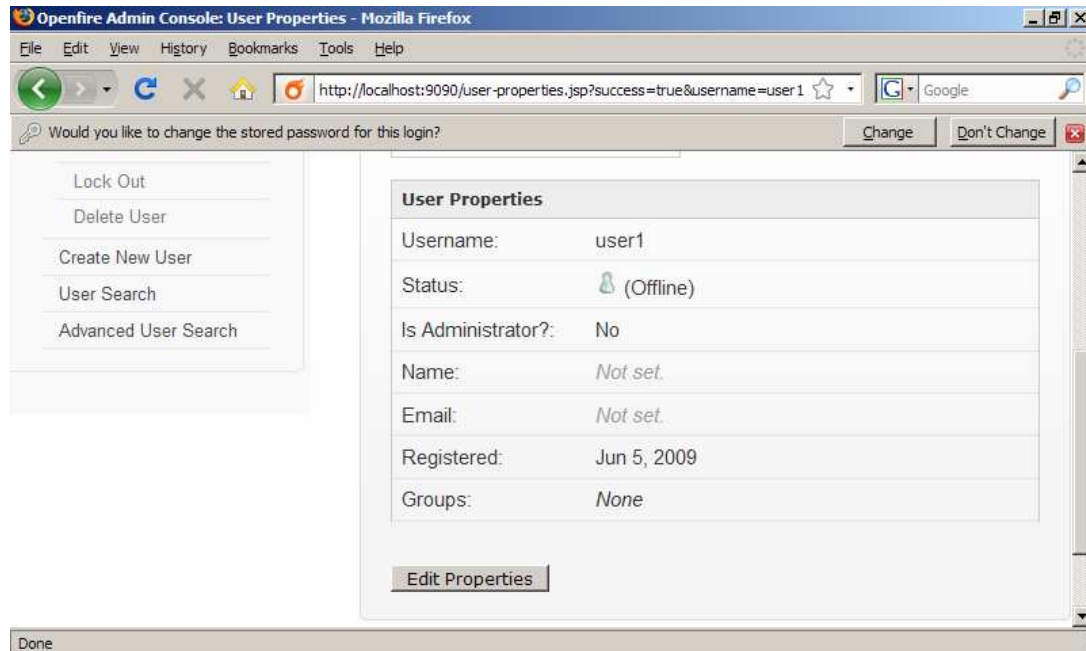 Openfire Admin Console: User Properties - Mozilla Firefox
File Edit View History Bookmarks Tools Help
http://localhost:9090/user-properties.jsp?success=true&username=user1 G Google
Would you like to change the stored password for this login? Change Don't Change
Lock Out
Delete User
Create New User
User Search
Advanced User Search
User Properties
Username: user1
Status: (Offline)
Is Administrator?: No
Name: Not set.
Email: Not set.
Registered: Jun 5, 2009
Groups: None
Edit Properties
Done